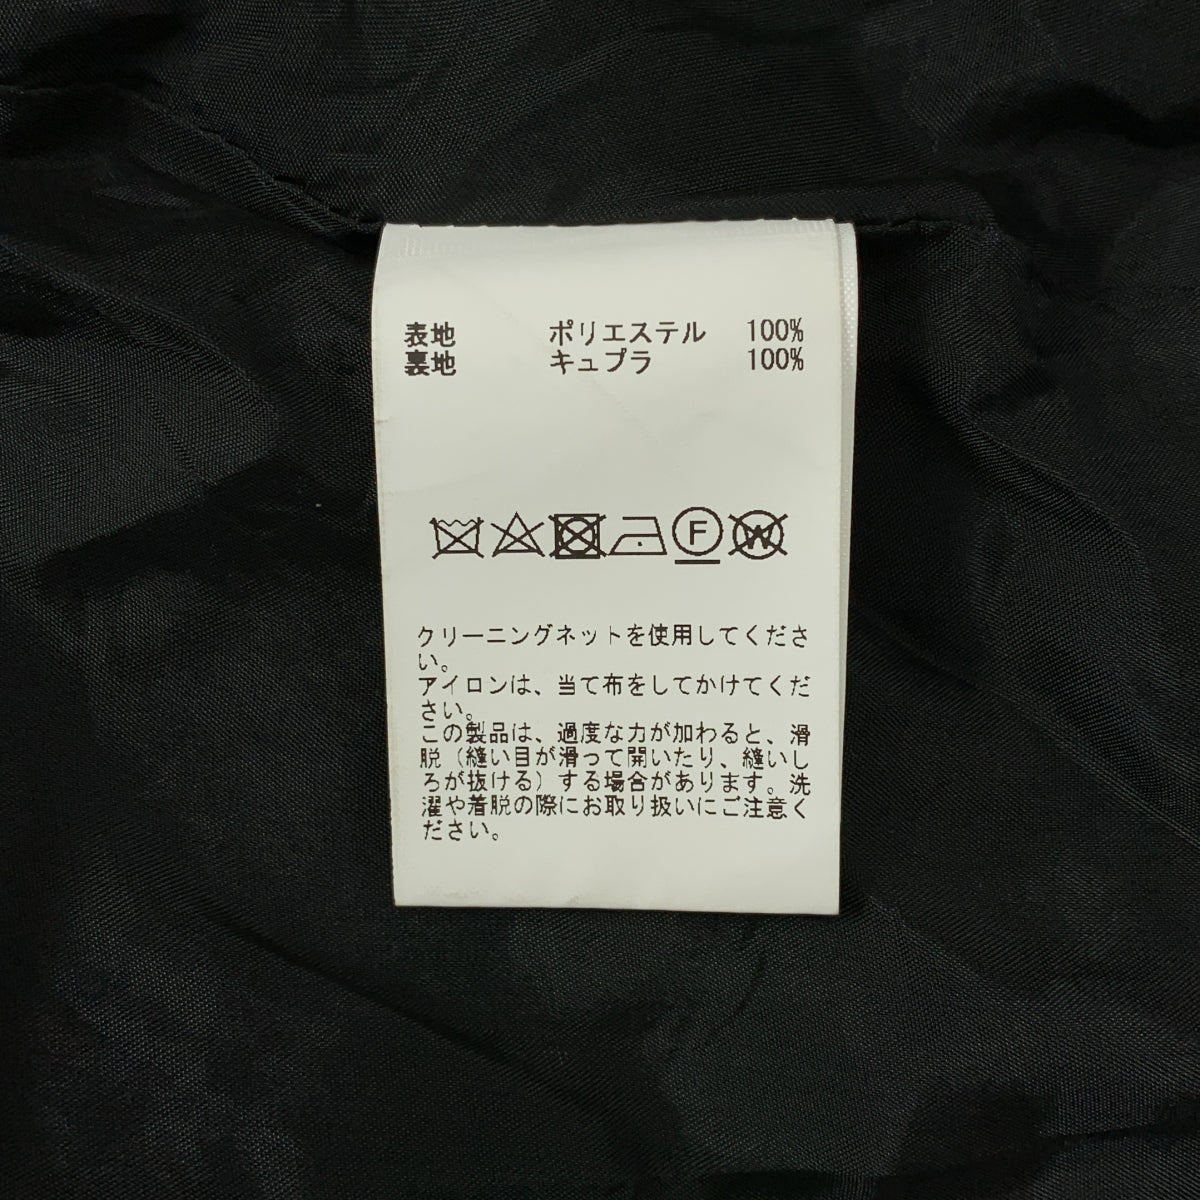 表地 ポリエステル 100%
裏地 キュプラ 100%
F W
クリーニングネットを使用してくださ
い。
アイロンは、当て布をしてかけてくだ
さい。
この製品は、過度な力が加わると、滑
脱（縫い目が滑って開いたり、縫いし
ろが抜ける）する場合があります。洗
濯や着脱の際にお取り扱いにご注意く
ださい。